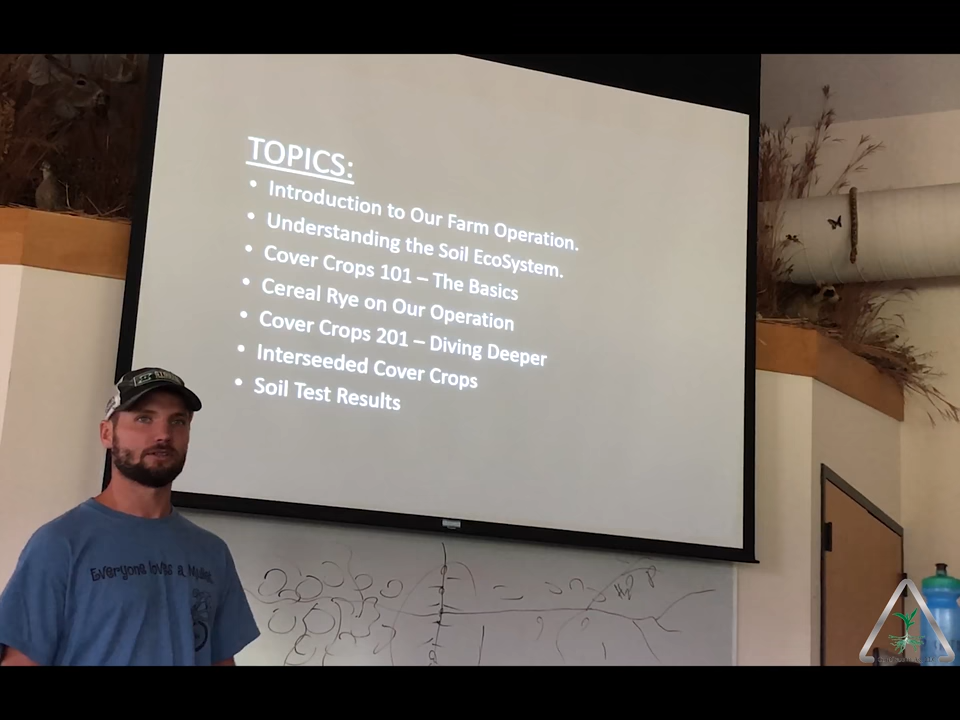 TOPICS:
• Introduction to Our Farm Operation.
• Understanding the Soil EcoSystem.
• Cover Crops 101 – The Basics
• Cereal Rye on Our Operation
• Cover Crops 201 – Diving Deeper
• Interseeded Cover Crops
• Soil Test Results
Everyone loves a